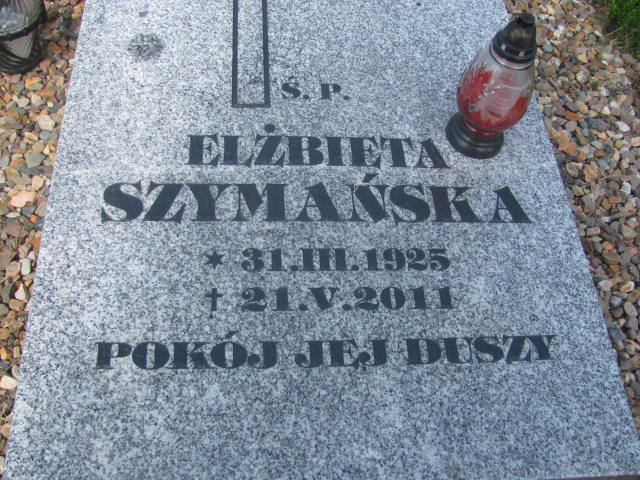 Ś. P.
ELŻBIETA
SZYMAŃSKA
* 31.III.1925
† 21.V.2011
POKÓJ JEJ DUSZY